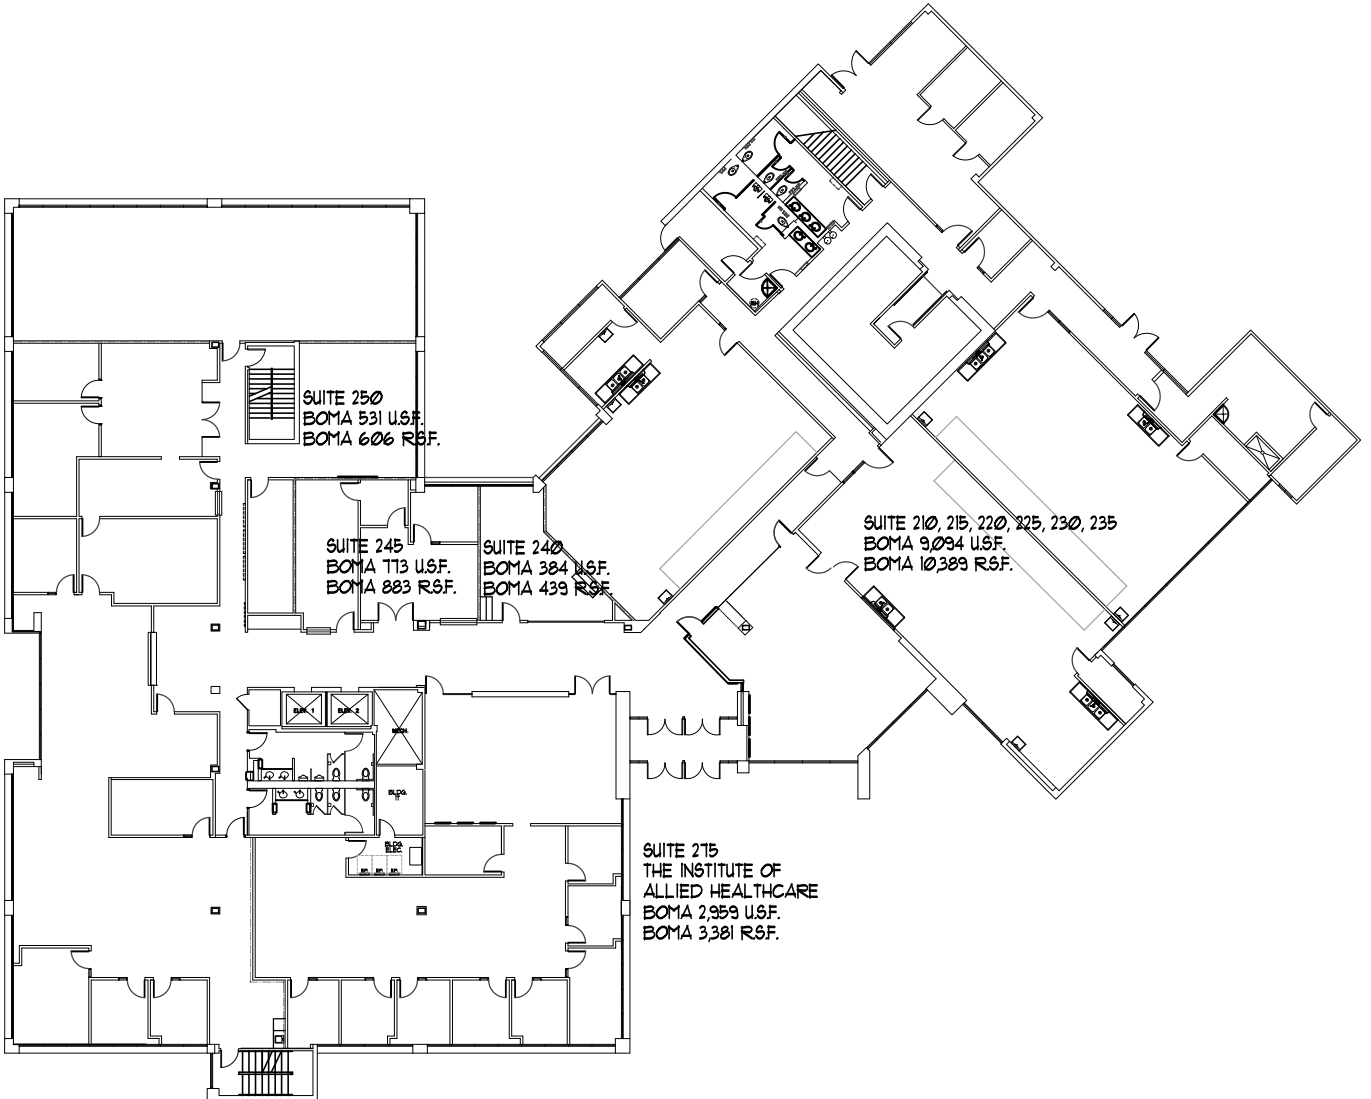 SUITE 250
BOMA 531 U.S.F.
BOMA 606 R.S.F.
SUITE 245
BOMA 773 U.S.F.
BOMA 883 R.S.F.
SUITE 240
BOMA 384 U.S.F.
BOMA 439 R.S.F.
SUITE 210, 215, 220, 225, 230, 235
BOMA 9,094 U.S.F.
BOMA 10,389 R.S.F.
ELEV. 1
ELEV. 2
MECH.
BLDG.
IT
BLDG.
ELEC.
SUITE 275
THE INSTITUTE OF
ALLIED HEALTHCARE
BOMA 2,959 U.S.F.
BOMA 3,381 R.S.F.